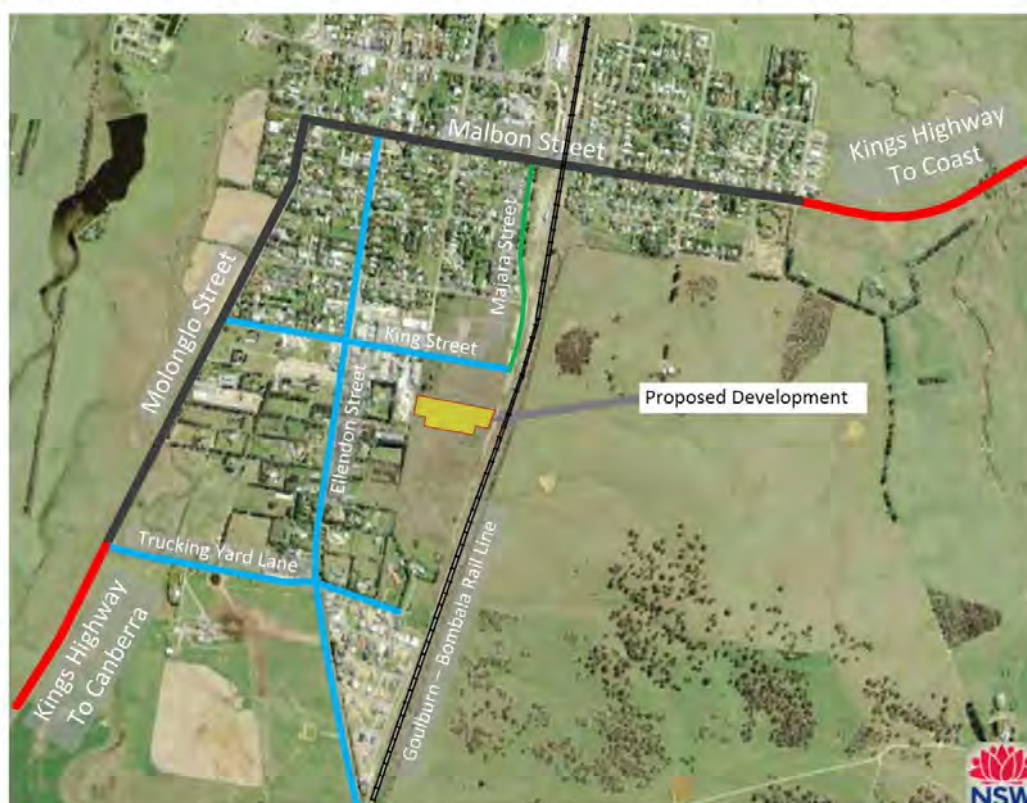 Malbon Street
Kings Highway
To Coast
Majara Street
Molonglo Street
King Street
Ellendon Street
Proposed Development
Trucking Yard Lane
Goulburn – Bombala Rail Line
Kings Highway
To Canberra
NSW